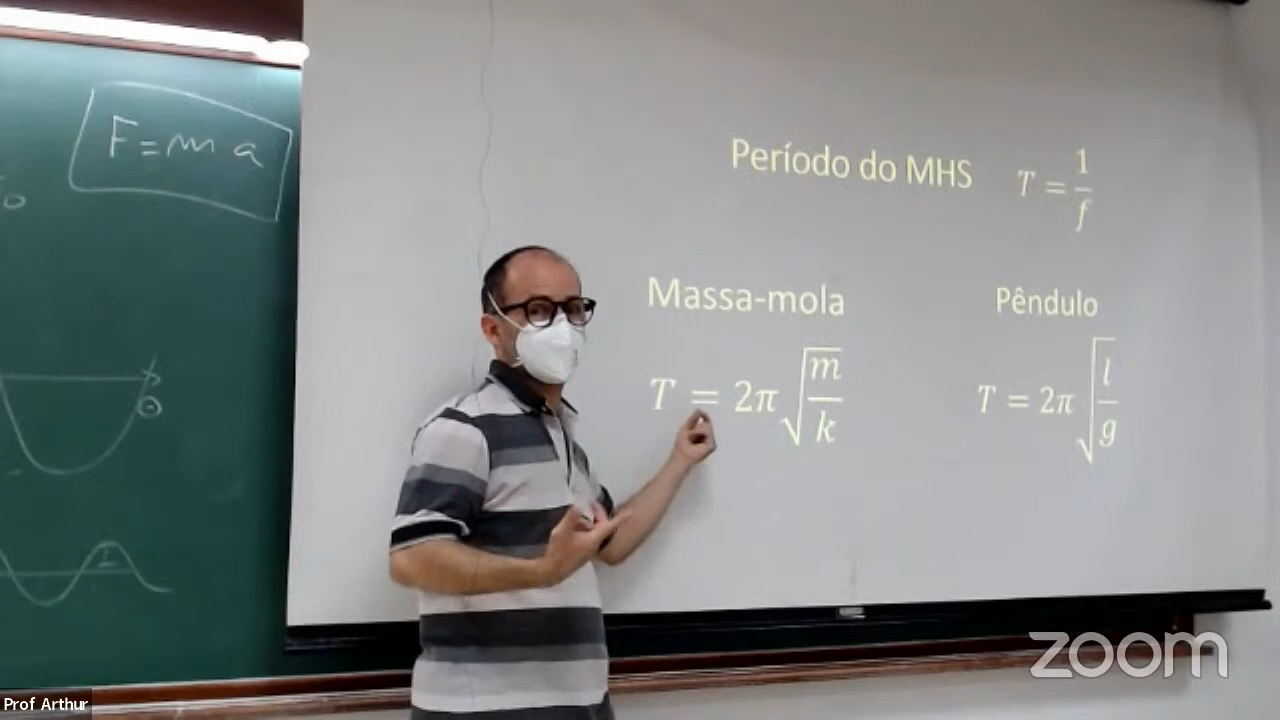 F = m a
Período do MHS T = 1/f
Massa-mola
T = 2π√(m/k)
Pêndulo
T = 2π√(l/g)
zoom
Prof Arthur